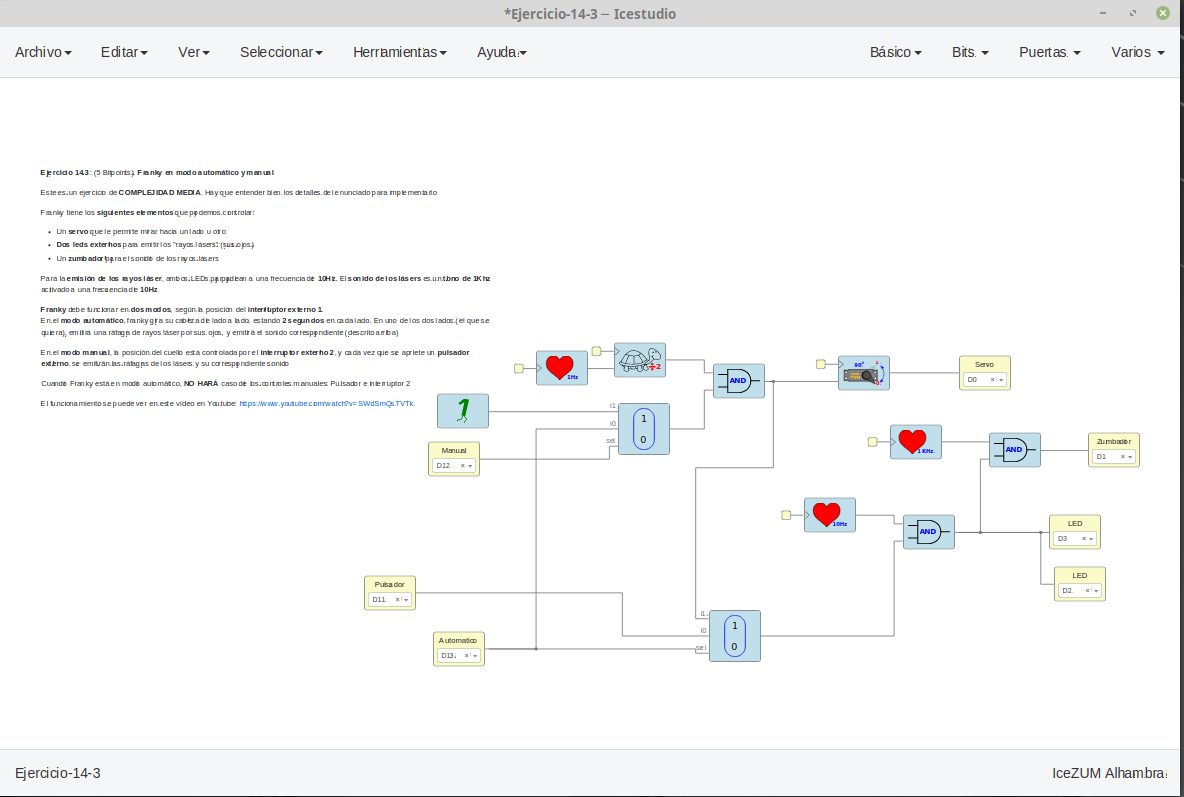 *Ejercicio-14-3 – Icestudio
Archivo Editar Ver Seleccionar Herramientas Ayuda Básico Bits. Puertas. Varios
Ejercicio 14.3: (5 Bitpoints). Franky en modo automático y manual
Este es un ejercicio de COMPLEJIDAD MEDIA. Hay que entender bien los detalles del enunciado para implementarlo
Franky tiene los siguientes elementos que podemos controlar:
• Un servo que le permite mirar hacia un lado u otro
• Dos leds externos para emitir los "rayos lásers" (sus ojos)
• Un zumbador para el sonido de los rayos lásers
Para la emisión de los rayos láser, ambos LEDs parpadean a una frecuencia de 10Hz. El sonido de los lásers es un tono de 1Khz
activado a una frecuencia de 10Hz
Franky debe funcionar en dos modos, según la posición del interruptor externo 1.
En el modo automático, franky gira su cabeza de lado a lado, estando 2 segundos en cada lado. En uno de los dos lados (el que se
quiera), emitirá una ráfaga de rayos láser por sus ojos, y emitirá el sonido correspondiente (descrito arriba)
En el modo manual, la posición del cuello está controlada por el interruptor externo 2, y cada vez que se apriete un pulsador
externo, se emitirán las ráfagas de los lásers y su correspondiente sonido
Cuando Franky está en modo automático, NO HARÁ caso de los controles manuales: Pulsador e interruptor 2
El funcionamiento se puede ver en este vídeo en Youtube: https://www.youtube.com/watch?v=SWdSmQsTVTk.
1Hz
÷2
AND
90º
0
Servo
D0
1
i1
i0
sel
1
0
Manual
D12
1KHz.
AND
Zumbador
D1
10Hz
AND
LED
D3
LED
D2.
Pulsador
D11.
i1.
i0
sel
1
0
Automatico
D13.
Ejercicio-14-3
IceZUM Alhambra